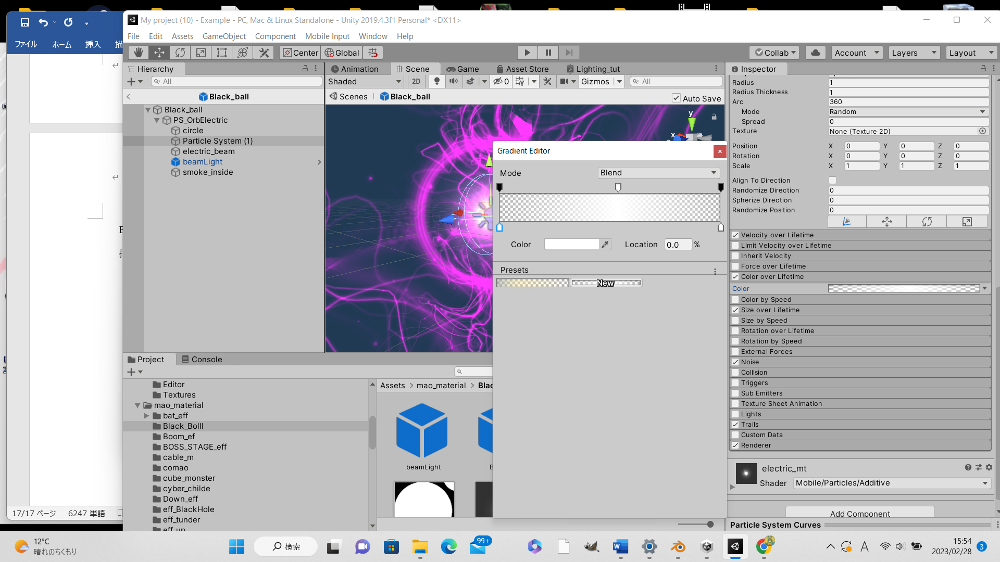 My project (10) - Example - PC, Mac & Linux Standalone - Unity 2019.4.3f1 Personal* <DX11>
ファイル ホーム 挿入 描
File Edit Assets GameObject Component Mobile Input Window Help
Center Global Collab Account Layers Layout
Hierarchy
All
Black_ball
Black_ball
PS_OrbElectric
circle
Particle System (1)
electric_beam
beamLight
smoke_inside
Animation Scene Game Asset Store Lighting_tut
Shaded 2D 0 Gizmos All
Scenes Black_ball Auto Save
y
x
Gradient Editor
Mode Blend
Color Location 0.0 %
Presets
New
Inspector
Radius 1
Radius Thickness 1
Arc 360
Mode Random
Spread 0
Texture None (Texture 2D)
Position X 0 Y 0 Z 0
Rotation X 0 Y 0 Z 0
Scale X 1 Y 1 Z 1
Align To Direction
Randomize Direction 0
Spherize Direction 0
Randomize Position 0
Velocity over Lifetime
Limit Velocity over Lifetime
Inherit Velocity
Force over Lifetime
Color over Lifetime
Color
Color by Speed
Size over Lifetime
Size by Speed
Rotation over Lifetime
Rotation by Speed
External Forces
Noise
Collision
Triggers
Sub Emitters
Texture Sheet Animation
Lights
Trails
Custom Data
Renderer
electric_mt
Shader Mobile/Particles/Additive
Add Component
Particle System Curves
Project Console
Editor
Textures
mao_material
bat_eff
Black_Bolll
Boom_ef
BOSS_STAGE_eff
cable_m
comao
cube_monster
cyber_childe
Down_eff
eff_BlackHole
eff_tunder
eff_up
Assets > mao_material > Blac
beamLight
17/17 ページ 6247 単語
12°C
晴れのちくもり
検索
99+
A
15:54
2023/02/28
3